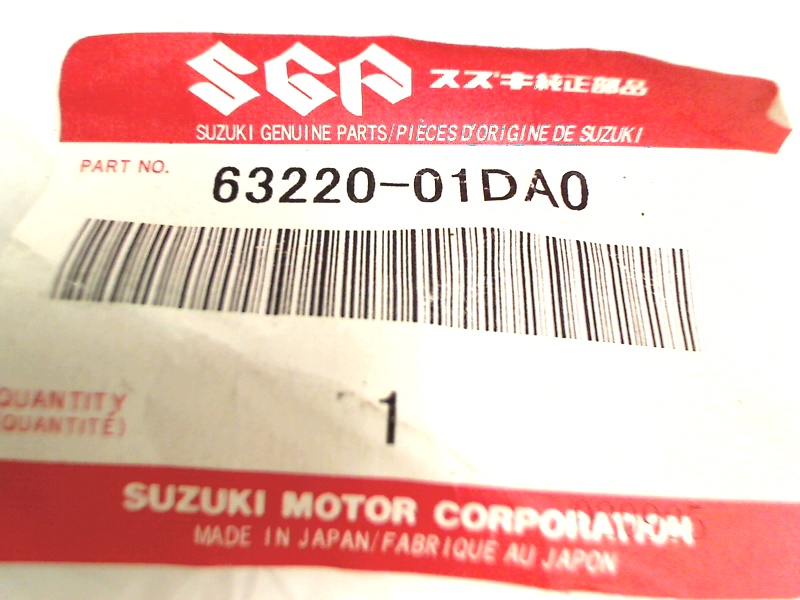 SGP スズキ純正部品
SUZUKI GENUINE PARTS/PIÈCES D'ORIGINE DE SUZUKI
PART NO. 63220-01DA0
QUANTITY 1
(QUANTITÉ)
SUZUKI MOTOR CORPORATION
MADE IN JAPAN/FABRIQUE AU JAPON